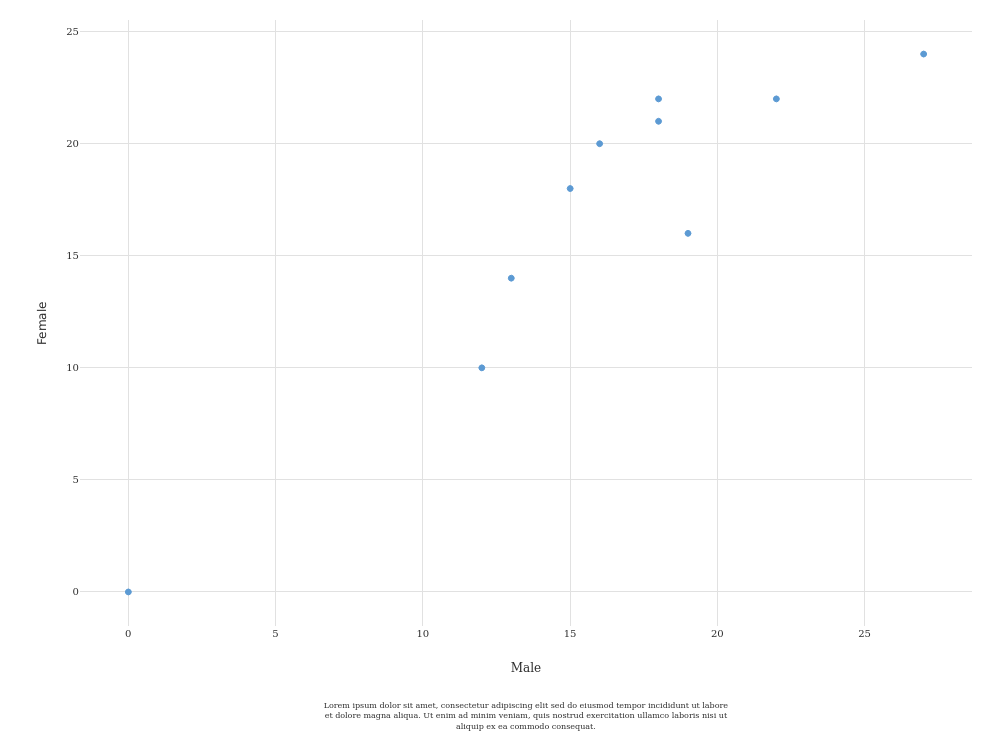 25
20
15
10
5
0
Female
0 5 10 15 20 25
Male
Lorem ipsum dolor sit amet, consectetur adipiscing elit sed do eiusmod tempor incididunt ut labore
et dolore magna aliqua. Ut enim ad minim veniam, quis nostrud exercitation ullamco laboris nisi ut
aliquip ex ea commodo consequat.